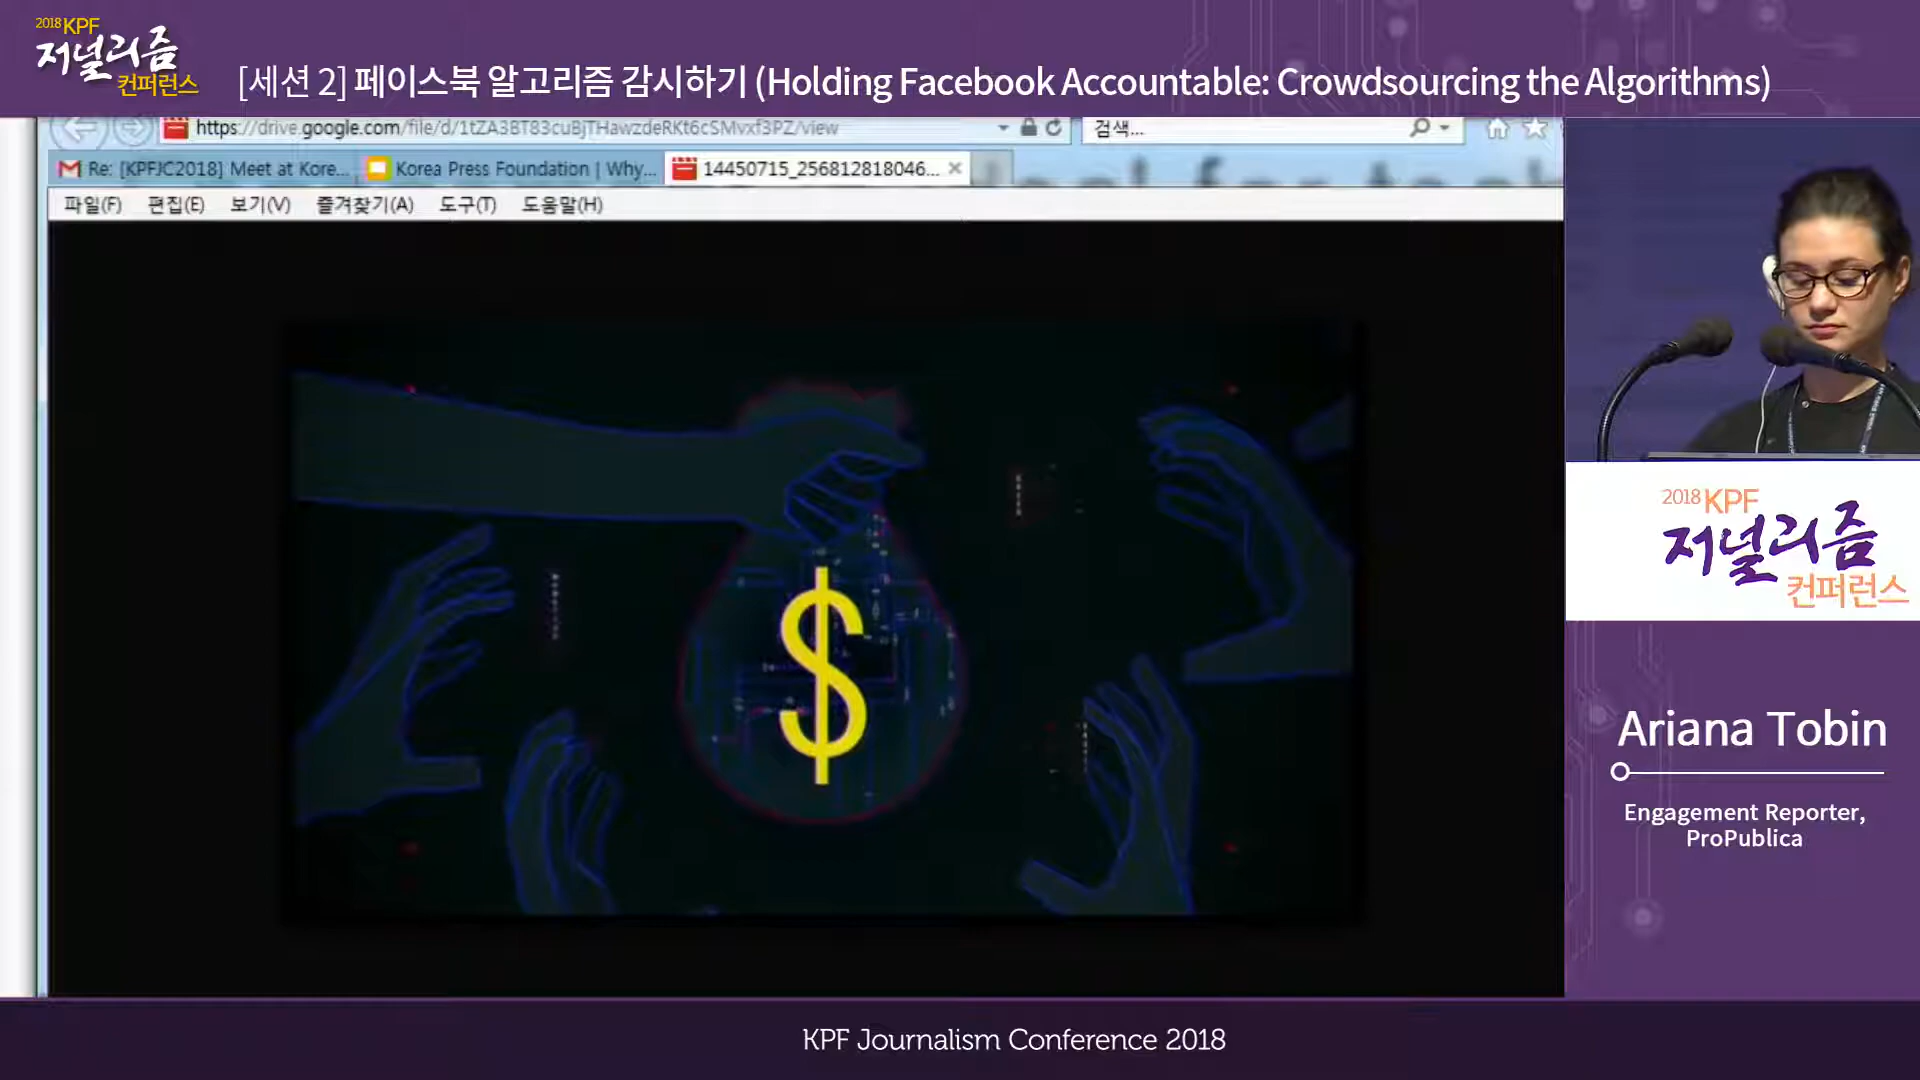 2018 KPF
저널리즘
컨퍼런스
[세션 2] 페이스북 알고리즘 감시하기 (Holding Facebook Accountable: Crowdsourcing the Algorithms)
https://drive.google.com/file/d/1tZA3BT83cuBjTHawzdeRKt6cSMvxf3PZ/view
검색...
Re: [KPFJC2018] Meet at Kore...
Korea Press Foundation | Why...
14450715_256812818046...
파일(F) 편집(E) 보기(V) 즐겨찾기(A) 도구(T) 도움말(H)
$
2018 KPF
저널리즘
컨퍼런스
Ariana Tobin
Engagement Reporter,
ProPublica
KPF Journalism Conference 2018